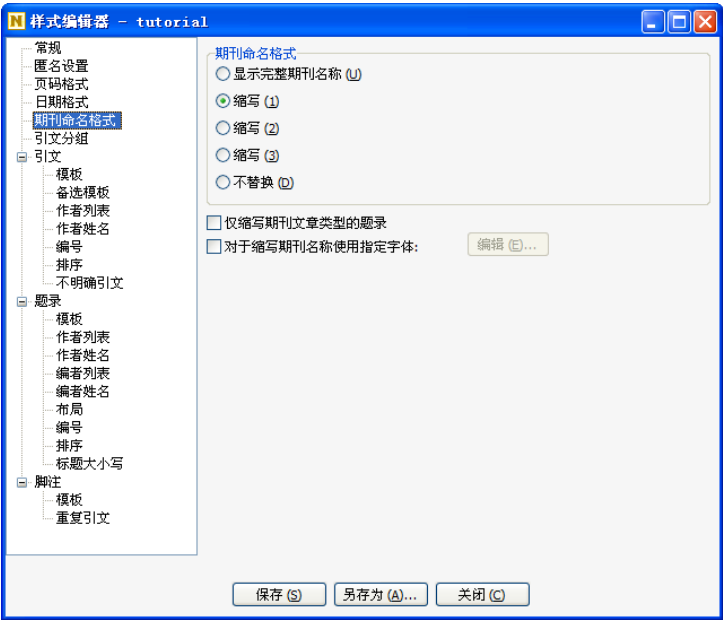 样式编辑器 - tutorial
常规
匿名设置
页码格式
日期格式
期刊命名格式
引文分组
引文
模板
备选模板
作者列表
作者姓名
编号
排序
不明确引文
题录
模板
作者列表
作者姓名
编者列表
编者姓名
布局
编号
排序
标题大小写
脚注
模板
重复引文
期刊命名格式
显示完整期刊名称 (U)
缩写 (1)
缩写 (2)
缩写 (3)
不替换 (D)
仅缩写期刊文章类型的题录
对于缩写期刊名称使用指定字体:
编辑 (E)...
保存 (S)
另存为 (A)...
关闭 (C)